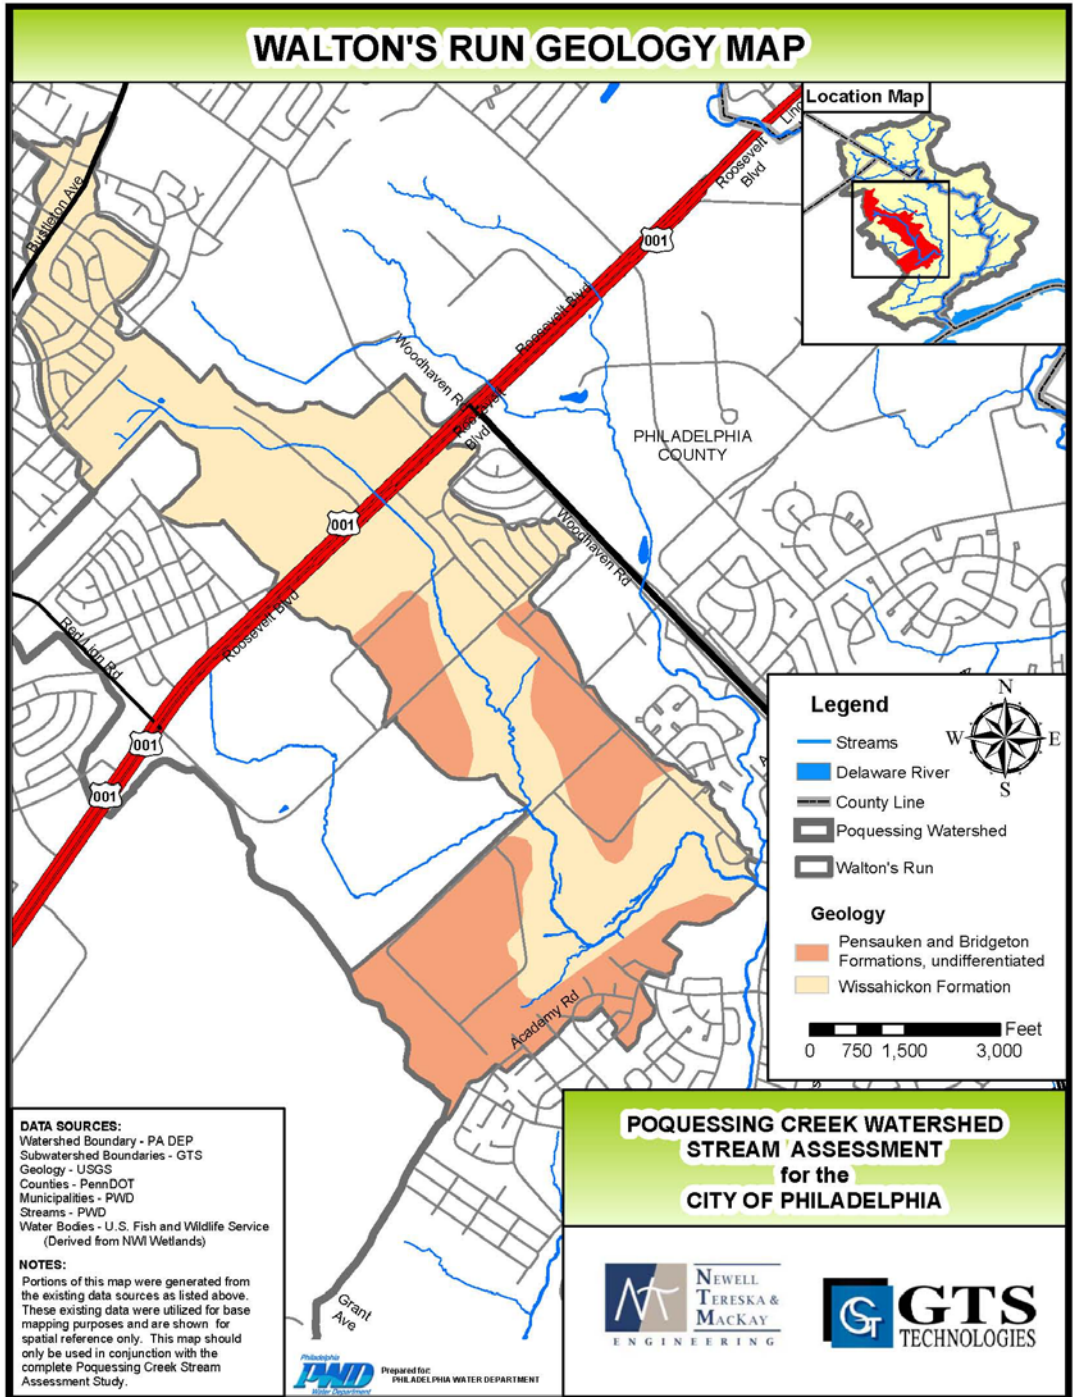 WALTON'S RUN GEOLOGY MAP
Location Map
Bustleton Ave
Roosevelt
Blvd
001
Roosevelt Blvd
Woodhaven Rd
Roosevelt
Blvd
PHILADELPHIA
COUNTY
001
Woodhaven Rd
Roosevelt Blvd
Red Lion Rd
001
001
Academy Rd
Grant
Ave
Legend
N
W
E
S
Streams
Delaware River
County Line
Poquessing Watershed
Walton's Run
Geology
Pensauken and Bridgeton
Formations, undifferentiated
Wissahickon Formation
Feet
0 750 1,500 3,000
DATA SOURCES:
Watershed Boundary - PA DEP
Subwatershed Boundaries - GTS
Geology - USGS
Counties - PennDOT
Municipalities - PWD
Streams - PWD
Water Bodies - U.S. Fish and Wildlife Service
(Derived from NWI Wetlands)
NOTES:
Portions of this map were generated from
the existing data sources as listed above.
These existing data were utilized for base
mapping purposes and are shown for
spatial reference only. This map should
only be used in conjunction with the
complete Poquessing Creek Stream
Assessment Study.
Philadelphia
PWD
Water Department
Prepared for:
PHILADELPHIA WATER DEPARTMENT
POQUESSING CREEK WATERSHED
STREAM ASSESSMENT
for the
CITY OF PHILADELPHIA
NEWELL
TERESKA &
MACKAY
ENGINEERING
GTS
TECHNOLOGIES